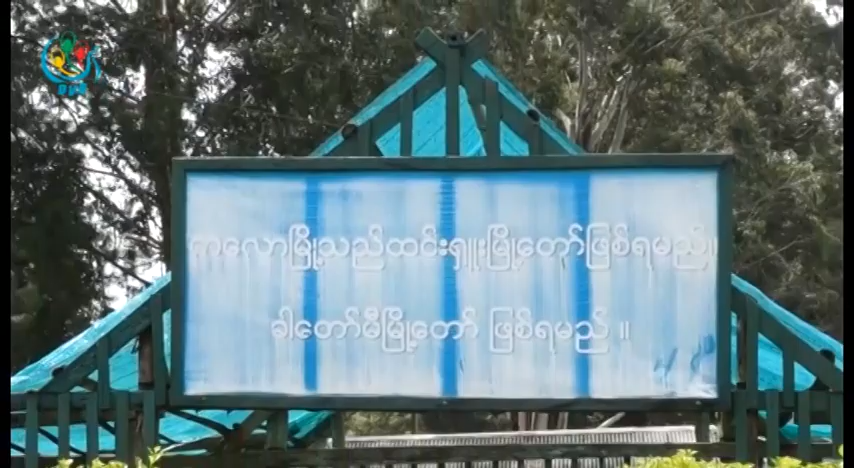 ကလောမြို့သည်ထင်းရှူးမြို့တော်ဖြစ်ရမည်။
ခါတော်မီမြို့တော် ဖြစ်ရမည် ။